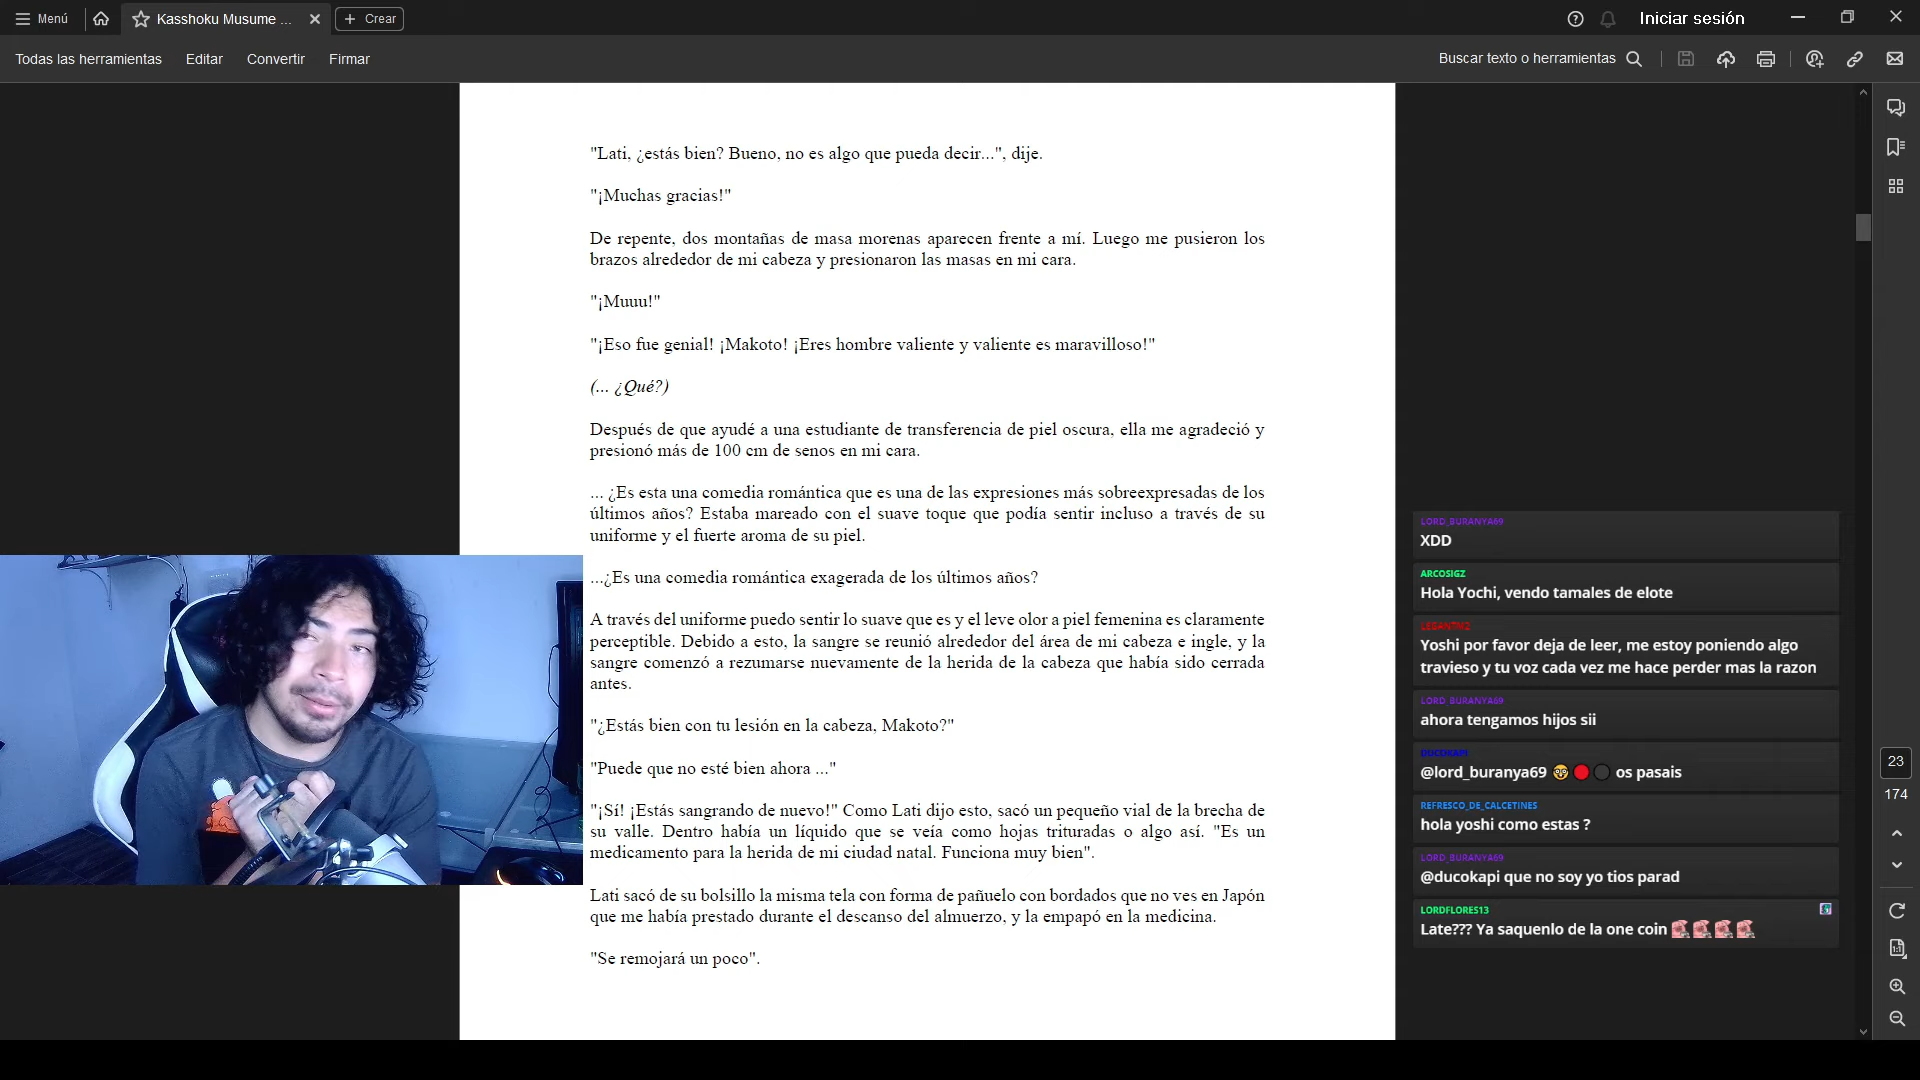 Menú
Kasshoku Musume ...
Crear
Iniciar sesión
Todas las herramientas
Editar
Convertir
Firmar
Buscar texto o herramientas
"Lati, ¿estás bien? Bueno, no es algo que pueda decir...", dije.
"¡Muchas gracias!"
De repente, dos montañas de masa morenas aparecen frente a mí. Luego me pusieron los
brazos alrededor de mi cabeza y presionaron las masas en mi cara.
"¡Muuu!"
"¡Eso fue genial! ¡Makoto! ¡Eres hombre valiente y valiente es maravilloso!"
(... ¿Qué?)
Después de que ayudé a una estudiante de transferencia de piel oscura, ella me agradeció y
presionó más de 100 cm de senos en mi cara.
... ¿Es esta una comedia romántica que es una de las expresiones más sobreexpresadas de los
últimos años? Estaba mareado con el suave toque que podía sentir incluso a través de su
uniforme y el fuerte aroma de su piel.
...¿Es una comedia romántica exagerada de los últimos años?
A través del uniforme puedo sentir lo suave que es y el leve olor a piel femenina es claramente
perceptible. Debido a esto, la sangre se reunió alrededor del área de mi cabeza e ingle, y la
sangre comenzó a rezumarse nuevamente de la herida de la cabeza que había sido cerrada
antes.
"¿Estás bien con tu lesión en la cabeza, Makoto?"
"Puede que no esté bien ahora ..."
"¡Sí! ¡Estás sangrando de nuevo!" Como Lati dijo esto, sacó un pequeño vial de la brecha de
su valle. Dentro había un líquido que se veía como hojas trituradas o algo así. "Es un
medicamento para la herida de mi ciudad natal. Funciona muy bien".
Lati sacó de su bolsillo la misma tela con forma de pañuelo con bordados que no ves en Japón
que me había prestado durante el descanso del almuerzo, y la empapó en la medicina.
"Se remojará un poco".
LORD_BURANYA69
XDD
ARCOSIGZ
Hola Yochi, vendo tamales de elote
Yoshi por favor deja de leer, me estoy poniendo algo
travieso y tu voz cada vez me hace perder mas la razon
LORD_BURANYA69
ahora tengamos hijos sii
DUCOKAPI
@lord_buranya69 os pasais
REFRESCO_DE_CALCETINES
hola yoshi como estas ?
LORD_BURANYA69
@ducokapi que no soy yo tios parad
LORDFLORES13
Late??? Ya saquenlo de la one coin
23
174
1:1